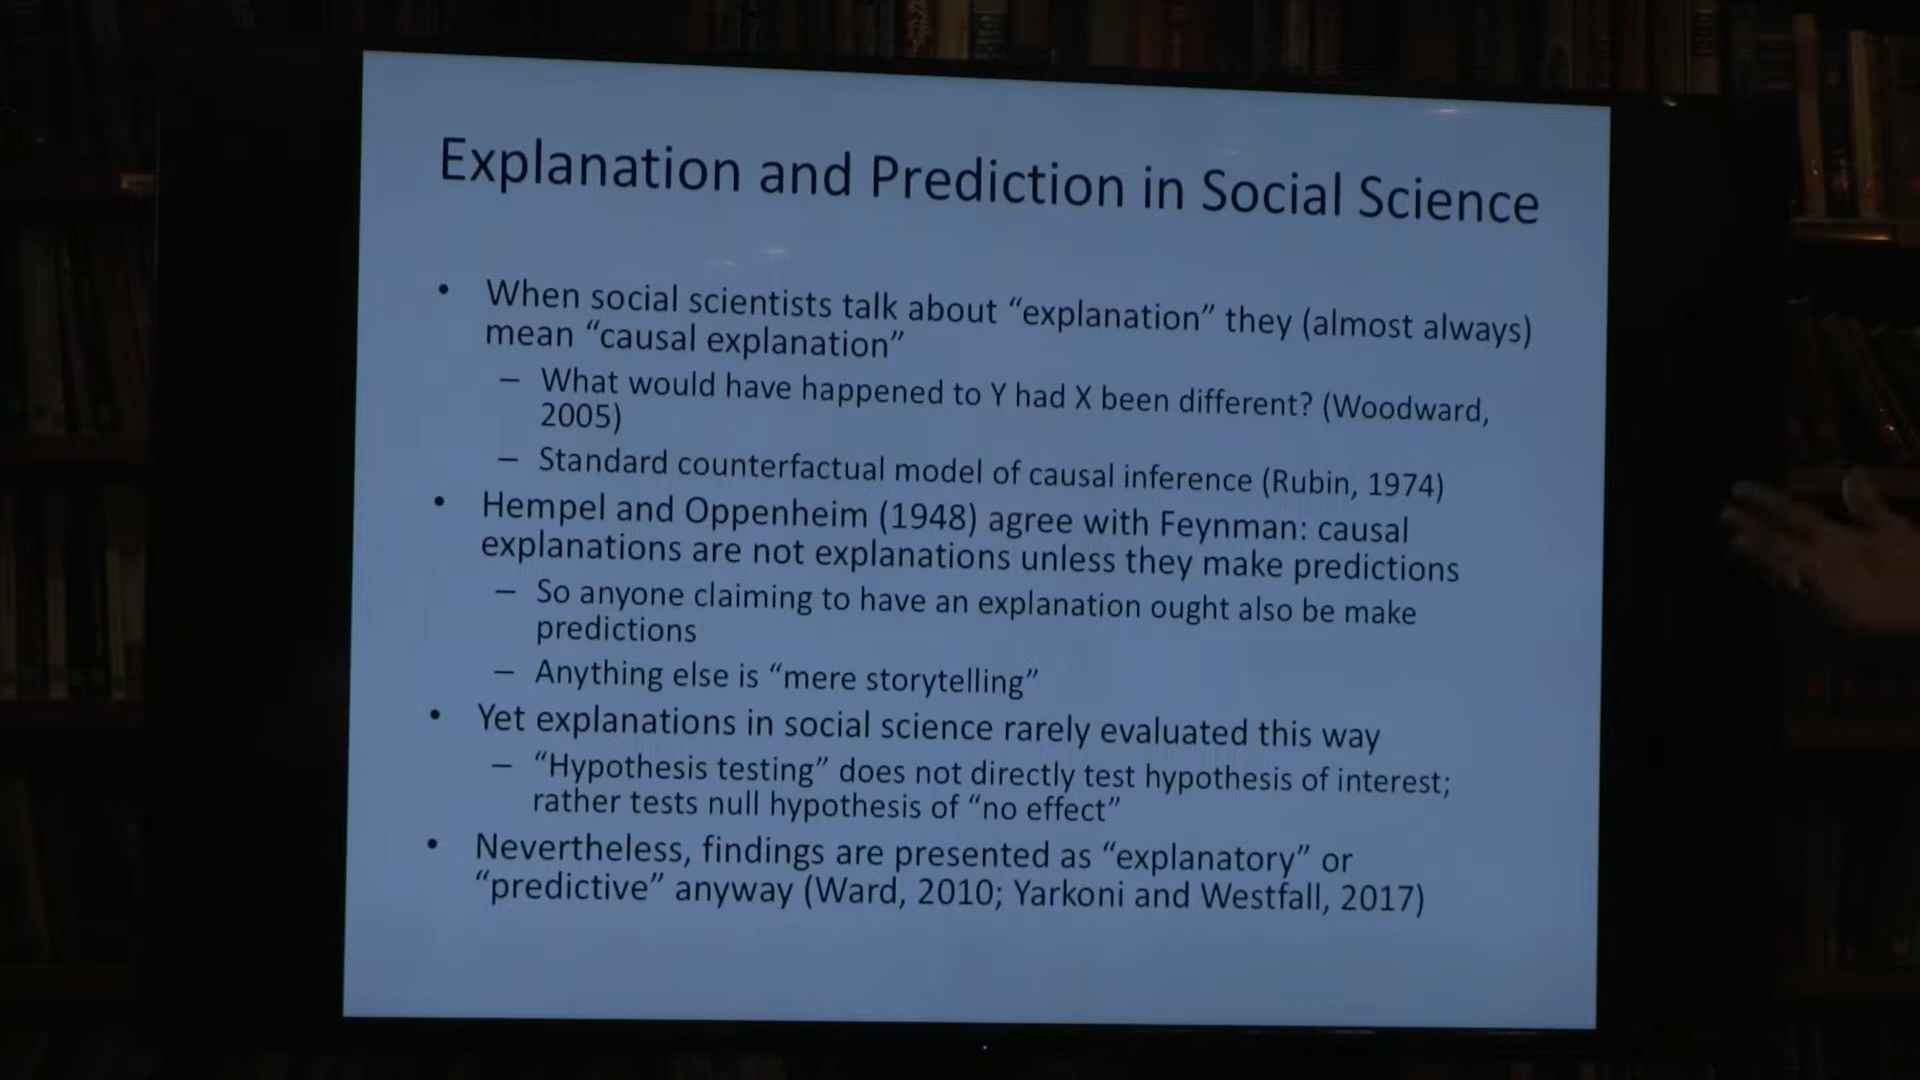 Explanation and Prediction in Social Science
• When social scientists talk about “explanation” they (almost always)
mean “causal explanation”
– What would have happened to Y had X been different? (Woodward,
2005)
– Standard counterfactual model of causal inference (Rubin, 1974)
• Hempel and Oppenheim (1948) agree with Feynman: causal
explanations are not explanations unless they make predictions
– So anyone claiming to have an explanation ought also be make
predictions
– Anything else is “mere storytelling”
• Yet explanations in social science rarely evaluated this way
– “Hypothesis testing” does not directly test hypothesis of interest;
rather tests null hypothesis of “no effect”
• Nevertheless, findings are presented as “explanatory” or
“predictive” anyway (Ward, 2010; Yarkoni and Westfall, 2017)